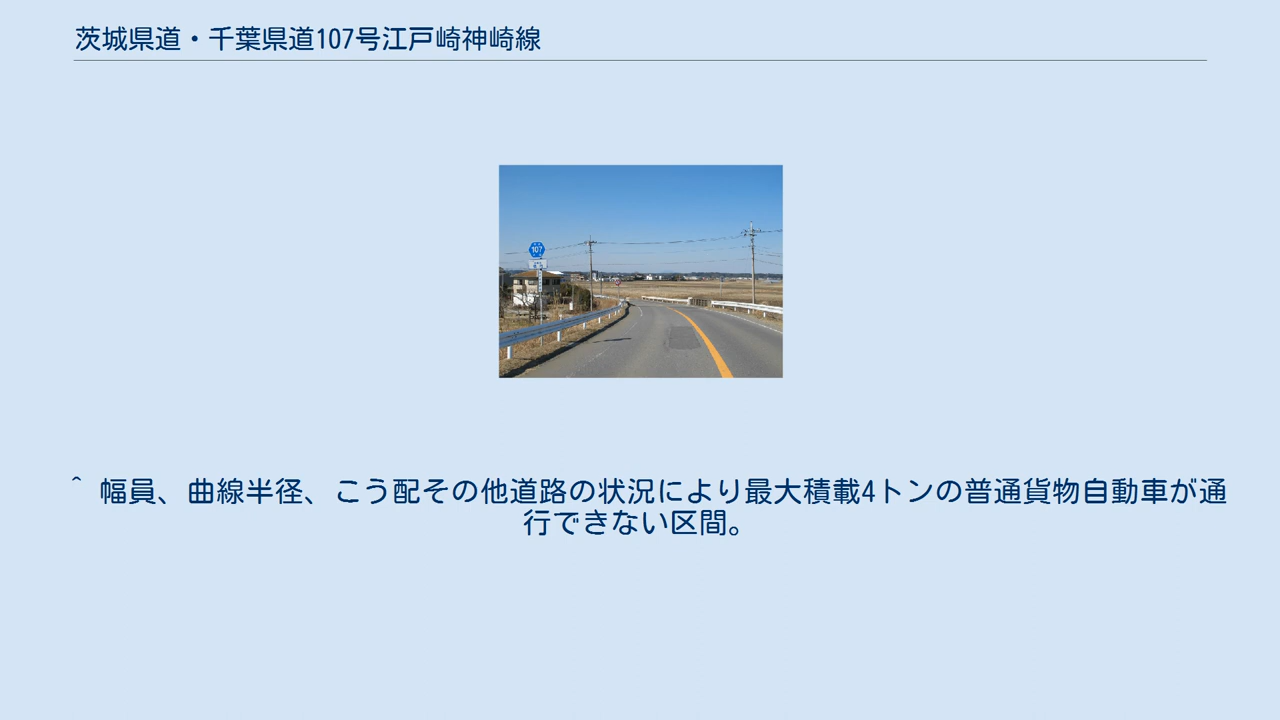 茨城県道・千葉県道107号江戸崎神崎線
107
^ 幅員、曲線半径、こう配その他道路の状況により最大積載4トンの普通貨物自動車が通
行できない区間。